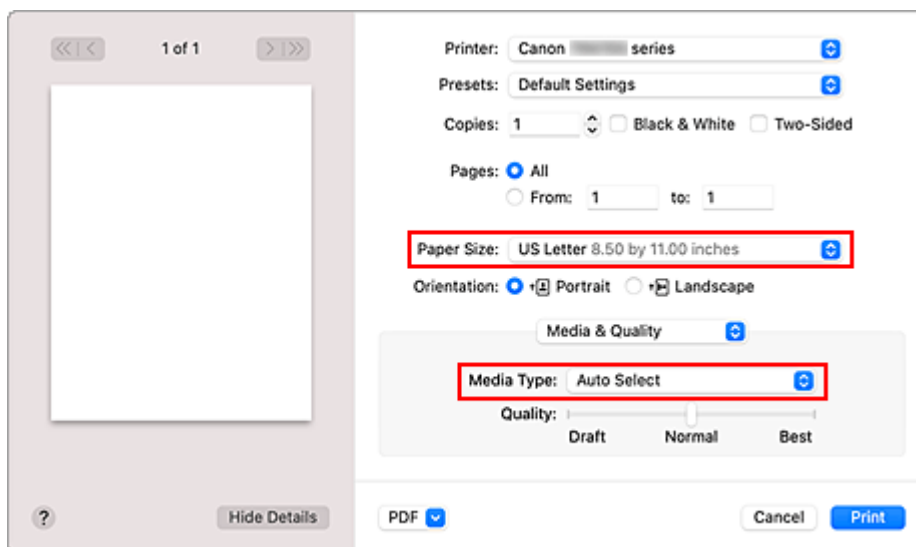 1 of 1
Printer: Canon series
Presets: Default Settings
Copies: 1 Black & White Two-Sided
Pages: All
From: 1 to: 1
Paper Size: US Letter 8.50 by 11.00 inches
Orientation: Portrait Landscape
Media & Quality
Media Type: Auto Select
Quality:
Draft Normal Best
? Hide Details PDF Cancel Print